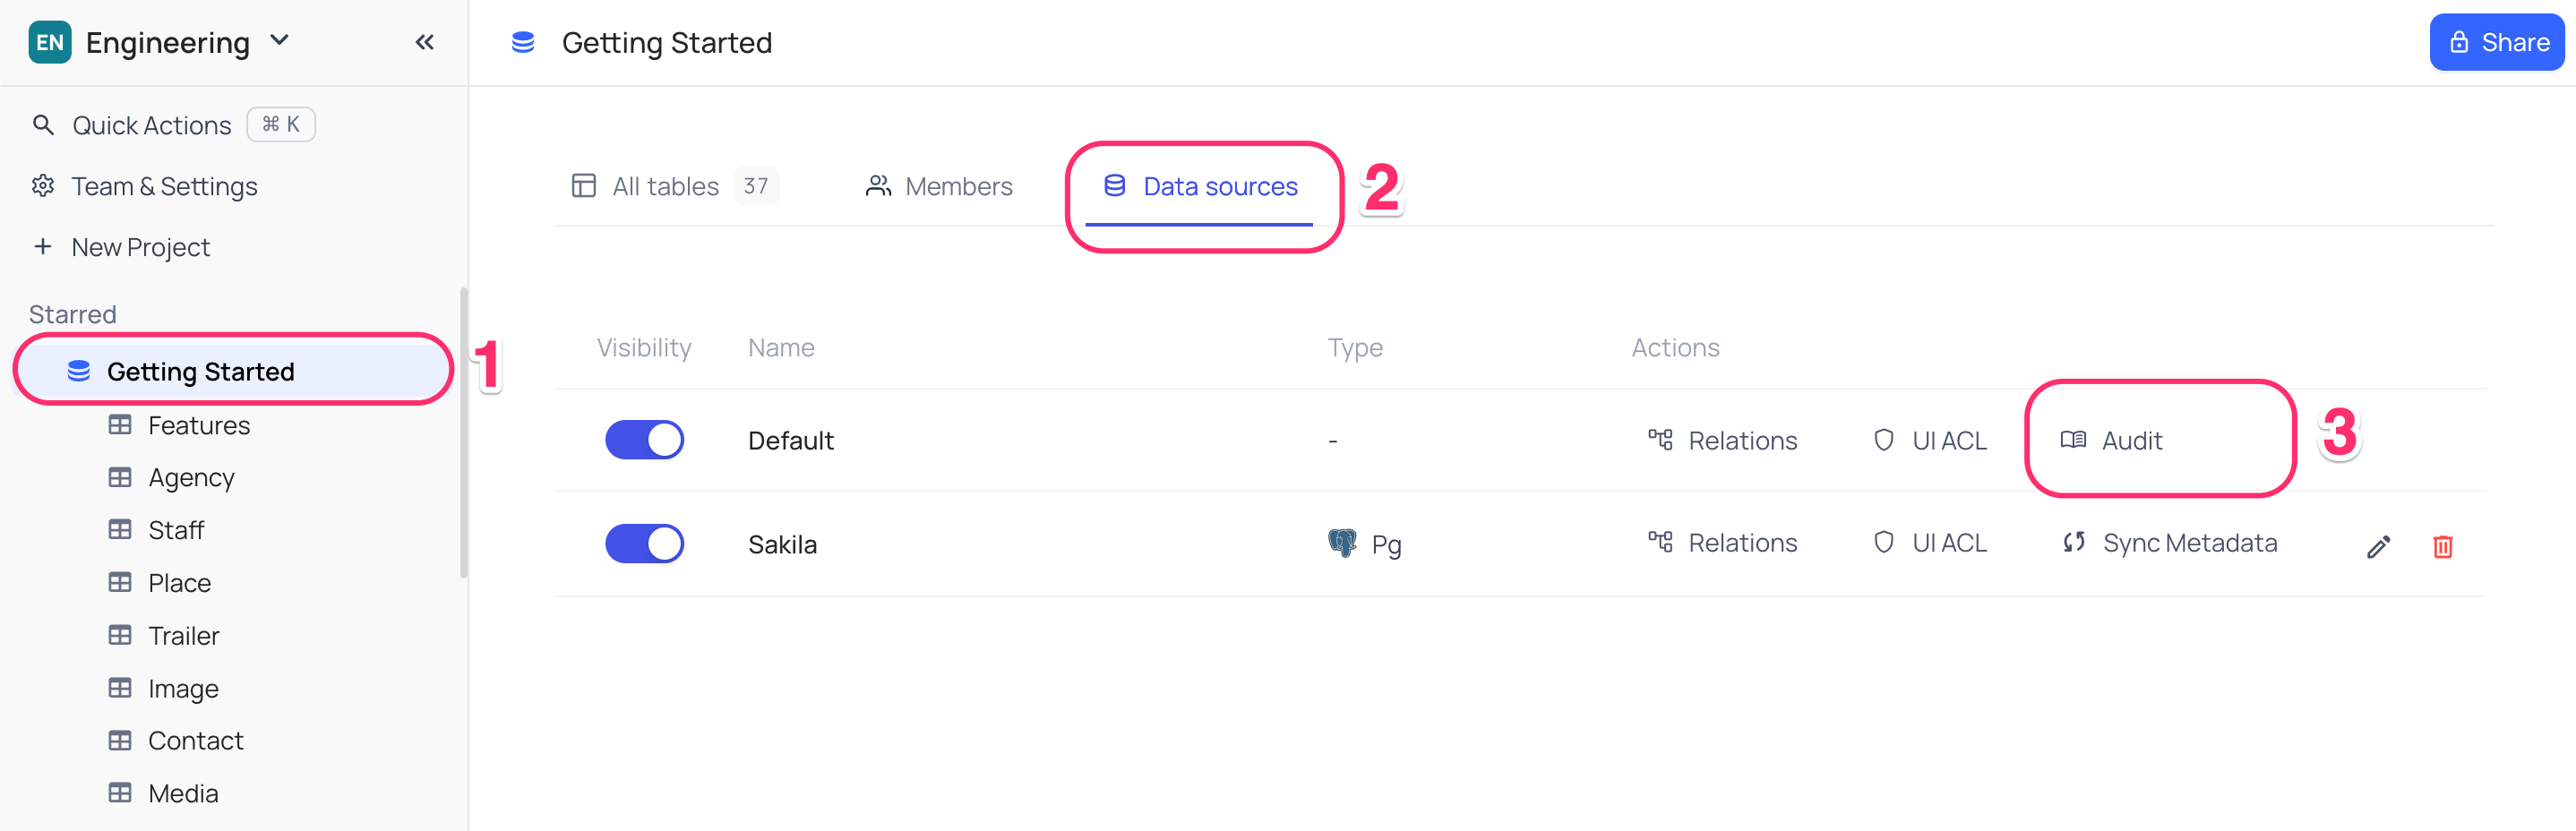 EN Engineering
Getting Started
Share
Quick Actions ⌘ K
Team & Settings
New Project
Starred
Getting Started
1
Features
Agency
Staff
Place
Trailer
Image
Contact
Media
All tables 37
Members
Data sources
2
Visibility Name Type Actions
Default - Relations UI ACL Audit
3
Sakila Pg Relations UI ACL Sync Metadata